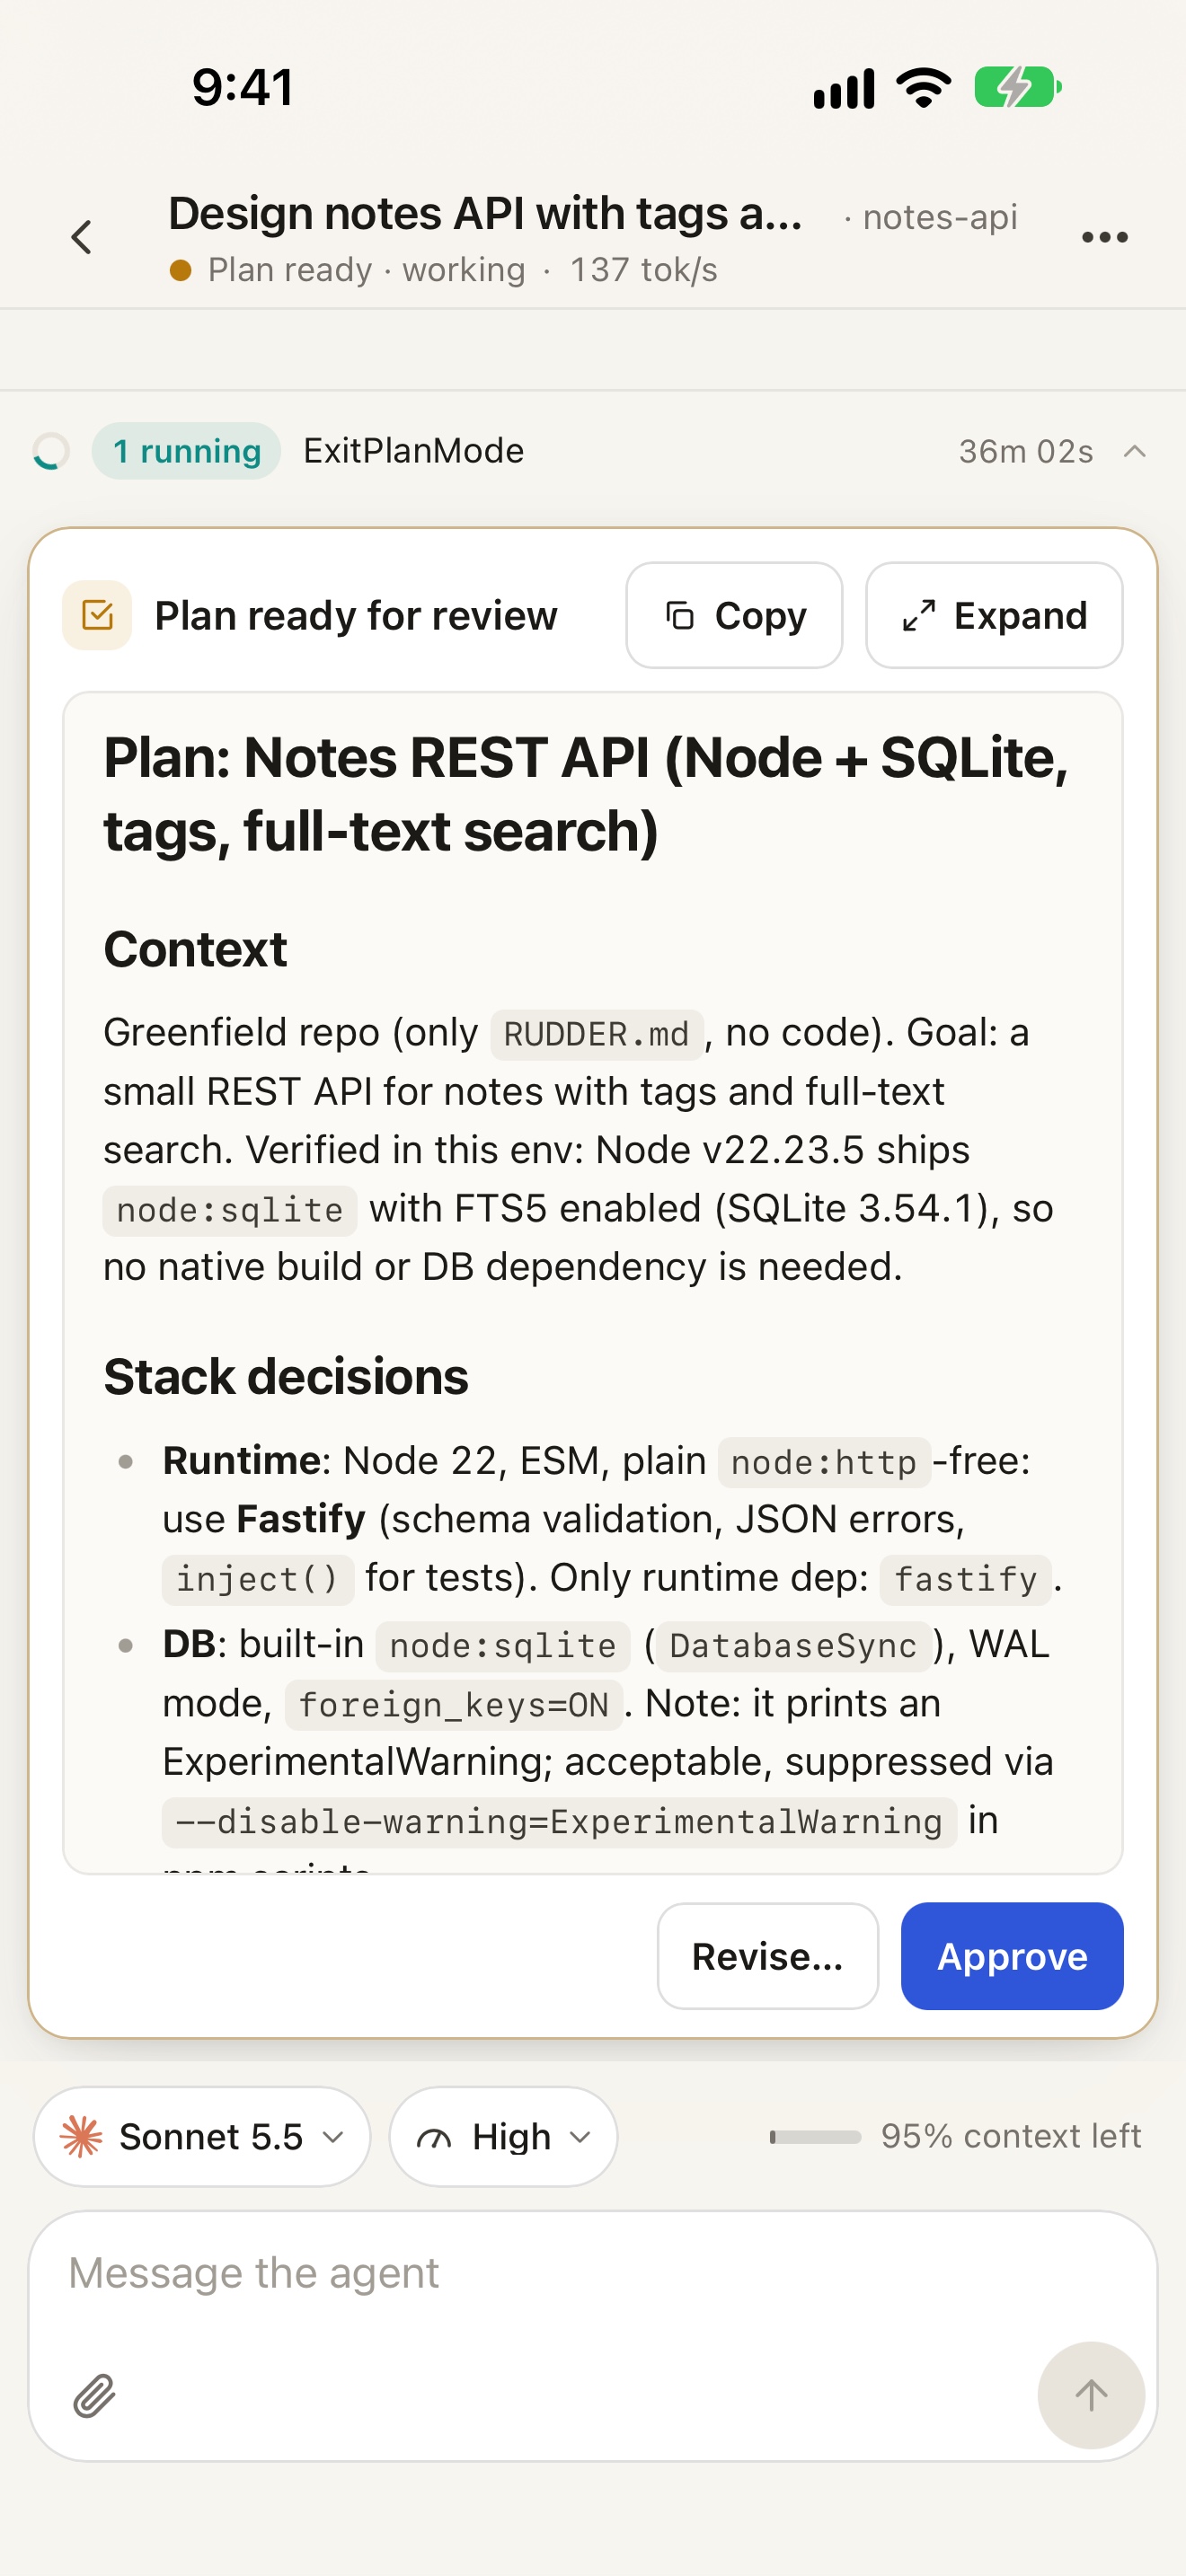 9:41
Design notes API with tags a... · notes-api
Plan ready · working · 137 tok/s
1 running ExitPlanMode 36m 02s
Plan ready for review Copy Expand
Plan: Notes REST API (Node + SQLite,
tags, full-text search)
Context
Greenfield repo (only RUDDER.md, no code). Goal: a
small REST API for notes with tags and full-text
search. Verified in this env: Node v22.23.5 ships
node:sqlite with FTS5 enabled (SQLite 3.54.1), so
no native build or DB dependency is needed.
Stack decisions
• Runtime: Node 22, ESM, plain node:http-free:
use Fastify (schema validation, JSON errors,
inject() for tests). Only runtime dep: fastify.
• DB: built-in node:sqlite (DatabaseSync), WAL
mode, foreign_keys=ON. Note: it prints an
ExperimentalWarning; acceptable, suppressed via
--disable-warning=ExperimentalWarning in
npm scripts
Revise... Approve
Sonnet 5.5 High 95% context left
Message the agent